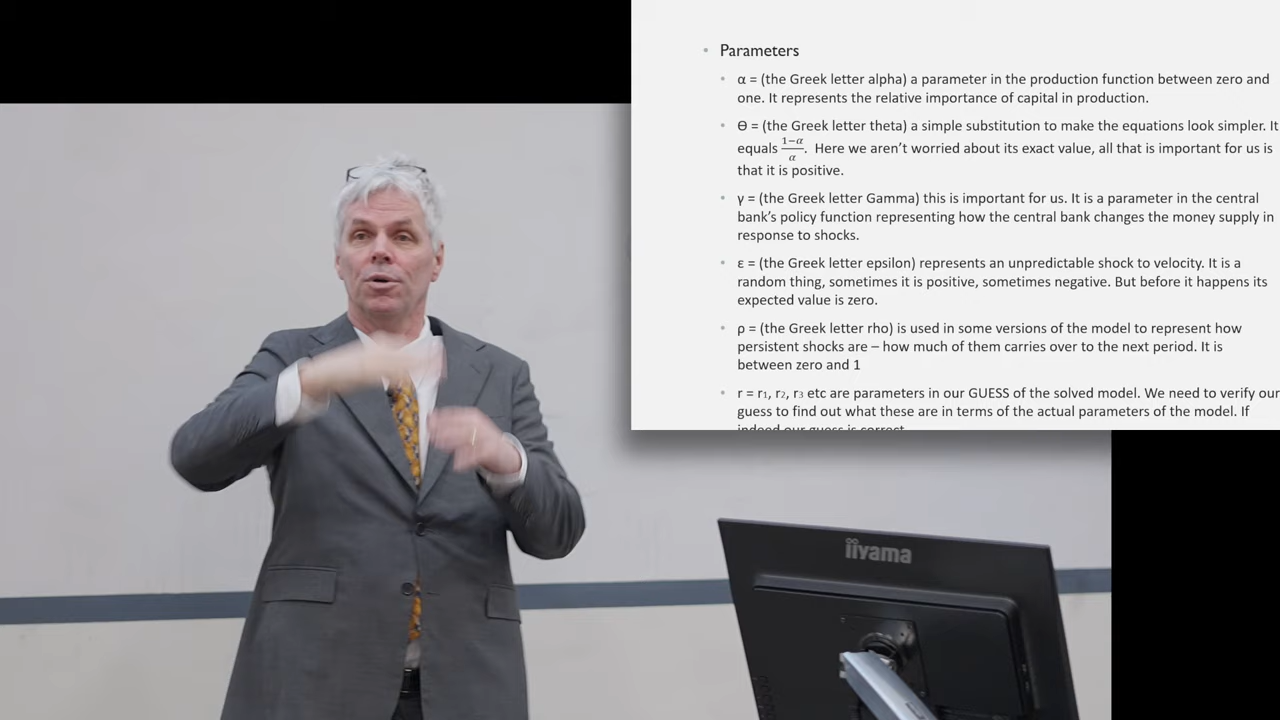 Parameters
α = (the Greek letter alpha) a parameter in the production function between zero and
one. It represents the relative importance of capital in production.
Ɵ = (the Greek letter theta) a simple substitution to make the equations look simpler. It
equals (1−α)/α. Here we aren't worried about its exact value, all that is important for us is
that it is positive.
γ = (the Greek letter Gamma) this is important for us. It is a parameter in the central
bank's policy function representing how the central bank changes the money supply in
response to shocks.
ε = (the Greek letter epsilon) represents an unpredictable shock to velocity. It is a
random thing, sometimes it is positive, sometimes negative. But before it happens its
expected value is zero.
ρ = (the Greek letter rho) is used in some versions of the model to represent how
persistent shocks are – how much of them carries over to the next period. It is
between zero and 1
r = r₁, r₂, r₃ etc are parameters in our GUESS of the solved model. We need to verify our
guess to find out what these are in terms of the actual parameters of the model. If
indeed our guess is correct
iiyama